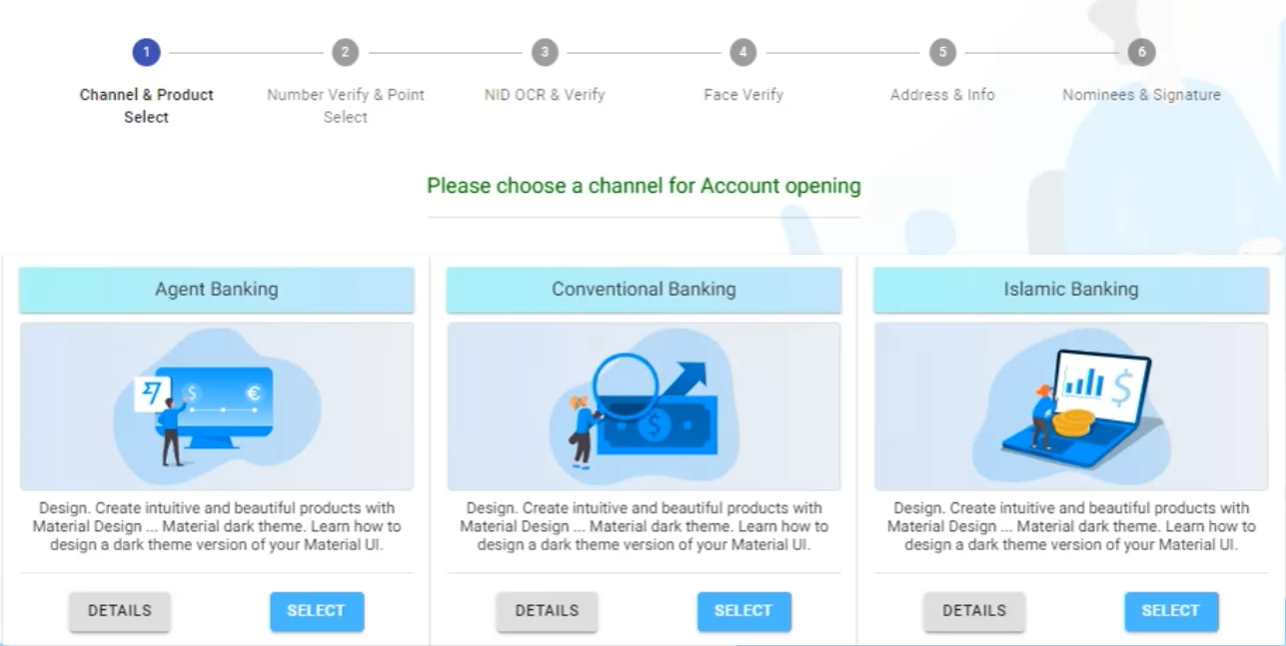 1 2 3 4 5 6
Channel & Product Select
Number Verify & Point Select
NID OCR & Verify
Face Verify
Address & Info
Nominees & Signature
Please choose a channel for Account opening
Agent Banking
$ €
Design. Create intuitive and beautiful products with
Material Design ... Material dark theme. Learn how to
design a dark theme version of your Material UI.
DETAILS SELECT
Conventional Banking
$
Design. Create intuitive and beautiful products with
Material Design ... Material dark theme. Learn how to
design a dark theme version of your Material UI.
DETAILS SELECT
Islamic Banking
$
Design. Create intuitive and beautiful products with
Material Design ... Material dark theme. Learn how to
design a dark theme version of your Material UI.
DETAILS SELECT